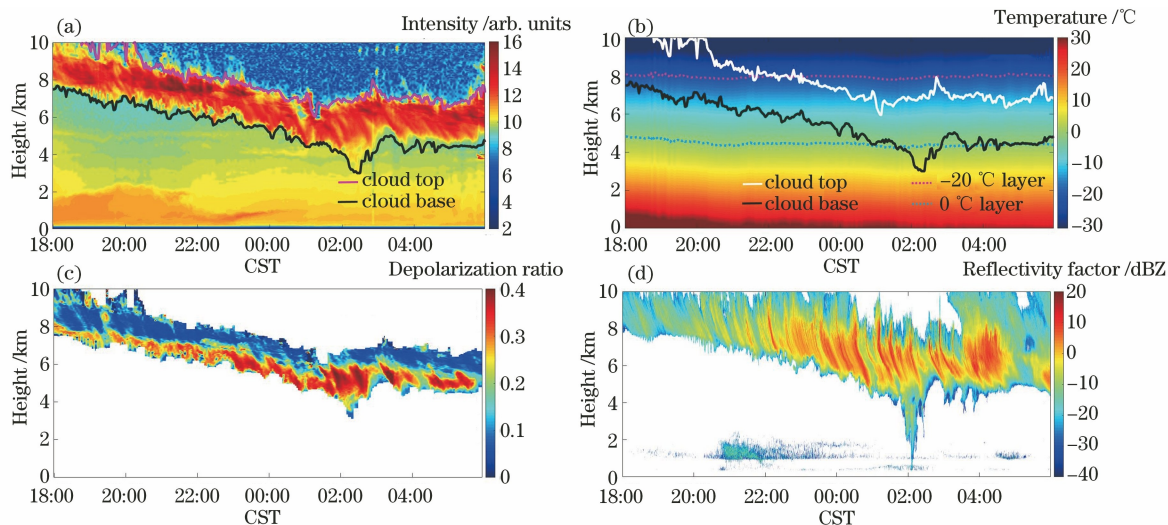 (a)
Intensity /arb. units
10
8
6
4
2
0
Height /km
16
14
12
10
8
6
4
2
cloud top
cloud base
18:00 20:00 22:00 00:00 02:00 04:00
CST
(b)
Temperature /℃
10
8
6
4
2
0
Height /km
30
20
10
0
−10
−20
−30
cloud top
cloud base
−20 ℃ layer
0 ℃ layer
18:00 20:00 22:00 00:00 02:00 04:00
CST
(c)
Depolarization ratio
10
8
6
4
2
0
Height /km
0.4
0.3
0.2
0.1
0
18:00 20:00 22:00 00:00 02:00 04:00
CST
(d)
Reflectivity factor /dBZ
10
8
6
4
2
0
Height /km
20
10
0
−10
−20
−30
−40
18:00 20:00 22:00 00:00 02:00 04:00
CST